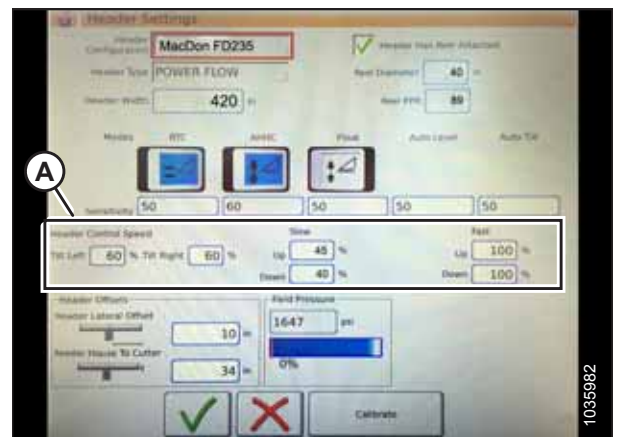 Header Settings
Header Configuration MacDon FD235
Header Has Reel Attached
Header Type POWER FLOW
Reel Diameter 40 in
Header Width 420 in
Reel PPR 89
Modes RTC AHHC Float Auto Level Auto Tilt
Sensitivity 50 60 50 50 50
A
Header Control Speed Slow Fast
Tilt Left 60 % Tilt Right 60 % Up 45 % Up 100 %
Down 40 % Down 100 %
Header Offsets Field Pressure
Header Lateral Offset
10 in 1647 psi
Feeder House To Cutter
34 in 0%
Calibrate
1035982